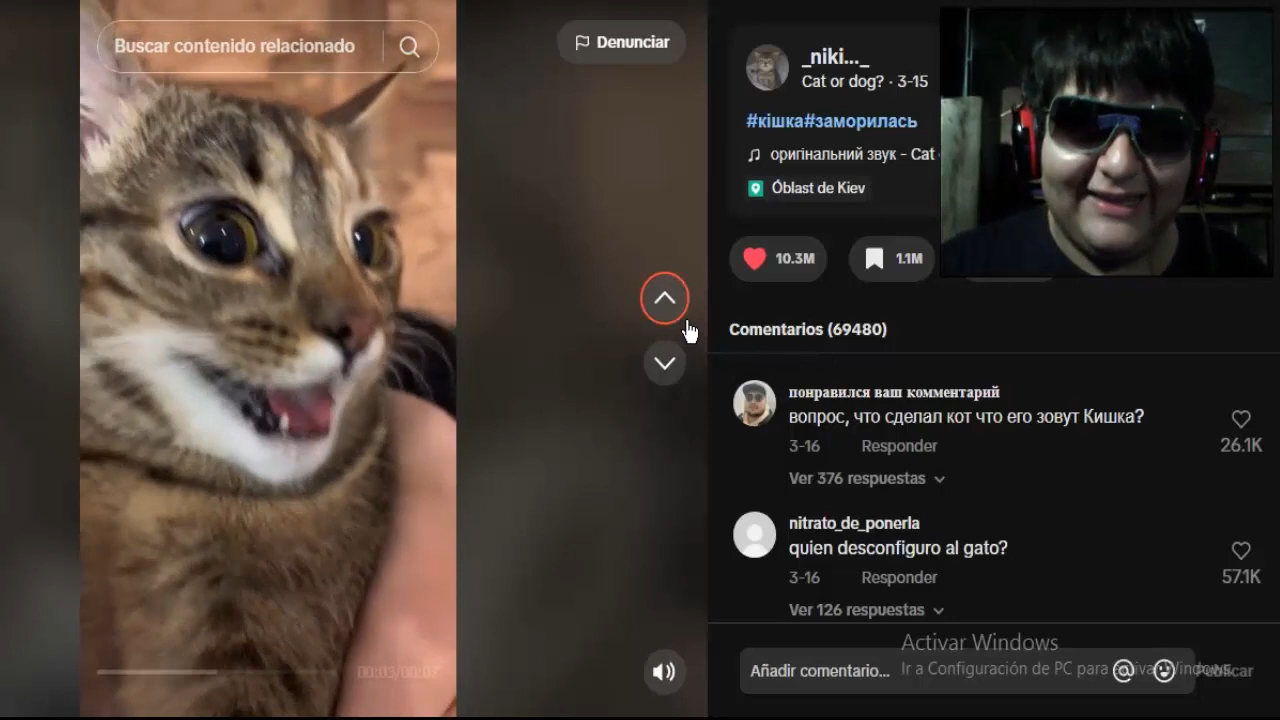 Buscar contenido relacionado
Denunciar
_niki..._
Cat or dog? · 3-15
#кішка#заморилась
оригінальний звук - Cat
Óblast de Kiev
10.3M
1.1M
Comentarios (69480)
понравился ваш комментарий
вопрос, что сделал кот что его зовут Кишка?
3-16 Responder
26.1K
Ver 376 respuestas
nitrato_de_ponerla
quien desconfiguro al gato?
3-16 Responder
57.1K
Ver 126 respuestas
Activar Windows
Ir a Configuración de PC para activar Windows.
Añadir comentario...
Publicar